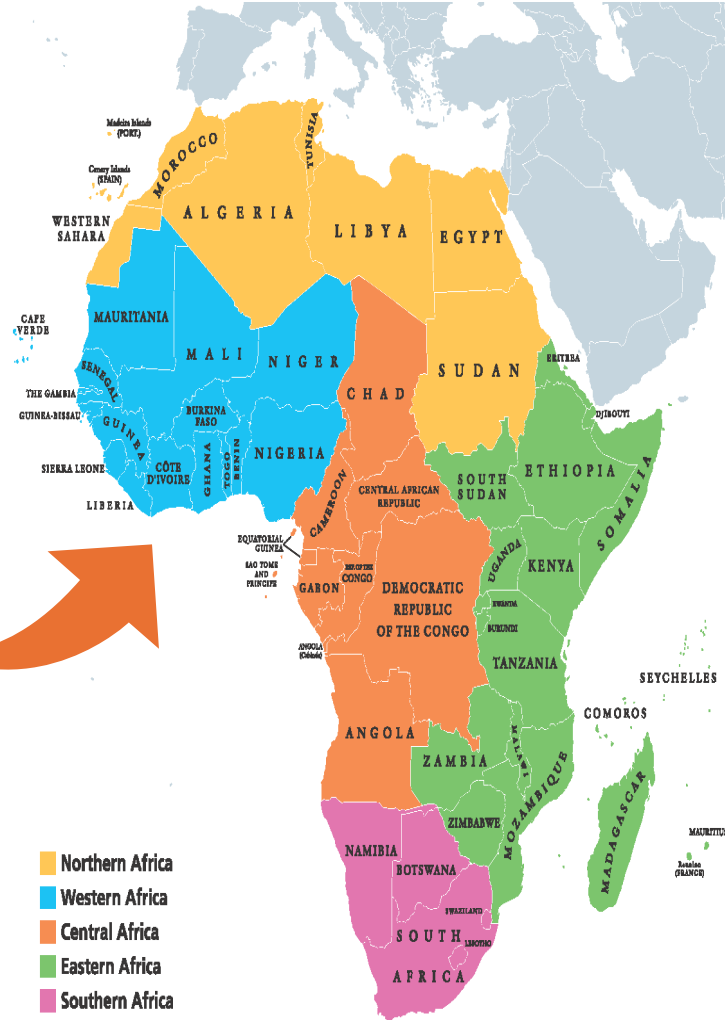 Madeira Islands
(PORT.)
MOROCCO
TUNISIA
Canary Islands
(SPAIN)
ALGERIA
WESTERN
SAHARA
LIBYA
EGYPT
CAPE
VERDE
MAURITANIA
MALI
NIGER
CHAD
SUDAN
ERITREA
SENEGAL
THE GAMBIA
GUINEA-BISSAU
GUINEA
BURKINA
FASO
DJIBOUTI
SIERRA LEONE
CÔTE
D'IVOIRE
GHANA
TOGO
BENIN
NIGERIA
LIBERIA
CAMEROON
CENTRAL AFRICAN
REPUBLIC
SOUTH
SUDAN
ETHIOPIA
SOMALIA
EQUATORIAL
GUINEA
SAO TOME
AND
PRINCIPE
GABON
REP. OF THE
CONGO
DEMOCRATIC
REPUBLIC
OF THE CONGO
UGANDA
KENYA
RWANDA
BURUNDI
ANGOLA
(Cabinda)
TANZANIA
SEYCHELLES
COMOROS
ANGOLA
ZAMBIA
MALAWI
MOZAMBIQUE
MADAGASCAR
ZIMBABWE
MAURITIUS
Reunion
(FRANCE)
NAMIBIA
BOTSWANA
SWAZILAND
SOUTH
LESOTHO
AFRICA
Northern Africa
Western Africa
Central Africa
Eastern Africa
Southern Africa